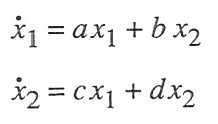 ẋ₁ = ax₁ + b x₂
ẋ₂ = cx₁ + dx₂